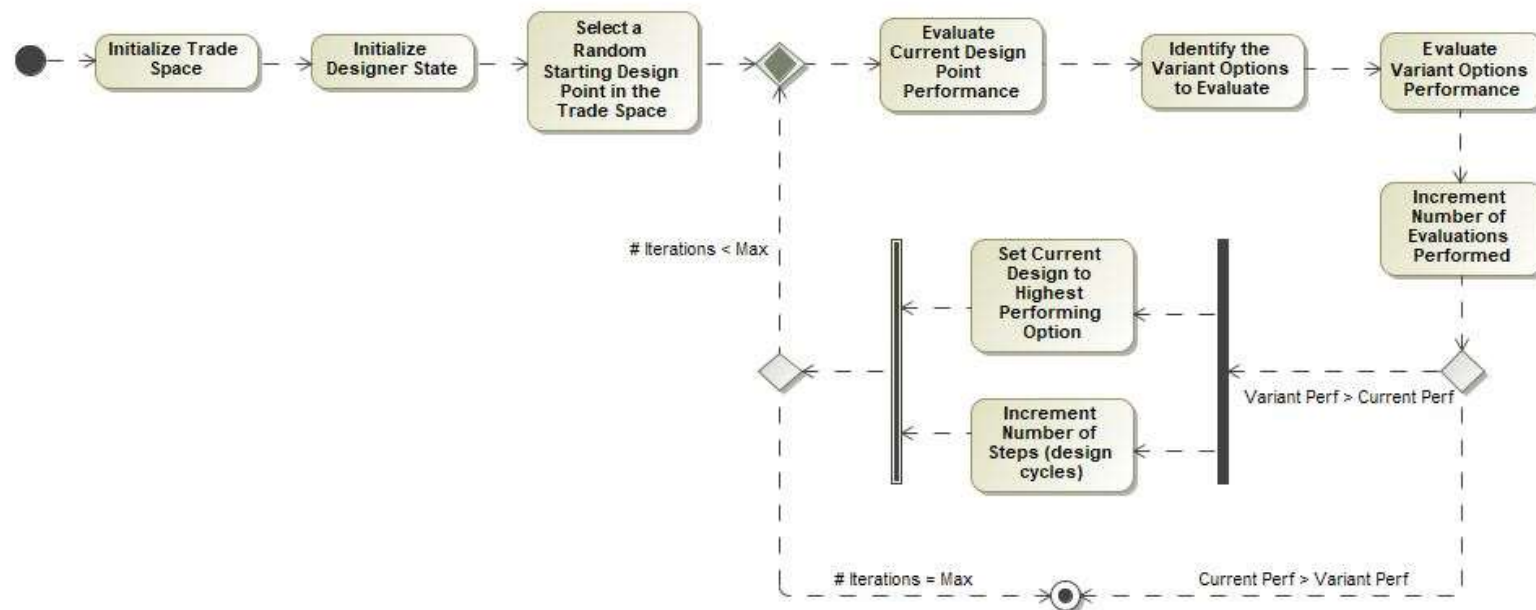 Initialize Trade
Space
Initialize
Designer State
Select a
Random
Starting Design
Point in the
Trade Space
Evaluate
Current Design
Point
Performance
Identify the
Variant Options
to Evaluate
Evaluate
Variant Options
Performance
Increment
Number of
Evaluations
Performed
# Iterations < Max
Set Current
Design to
Highest
Performing
Option
Variant Perf > Current Perf
Increment
Number of
Steps (design
cycles)
# Iterations = Max
Current Perf > Variant Perf